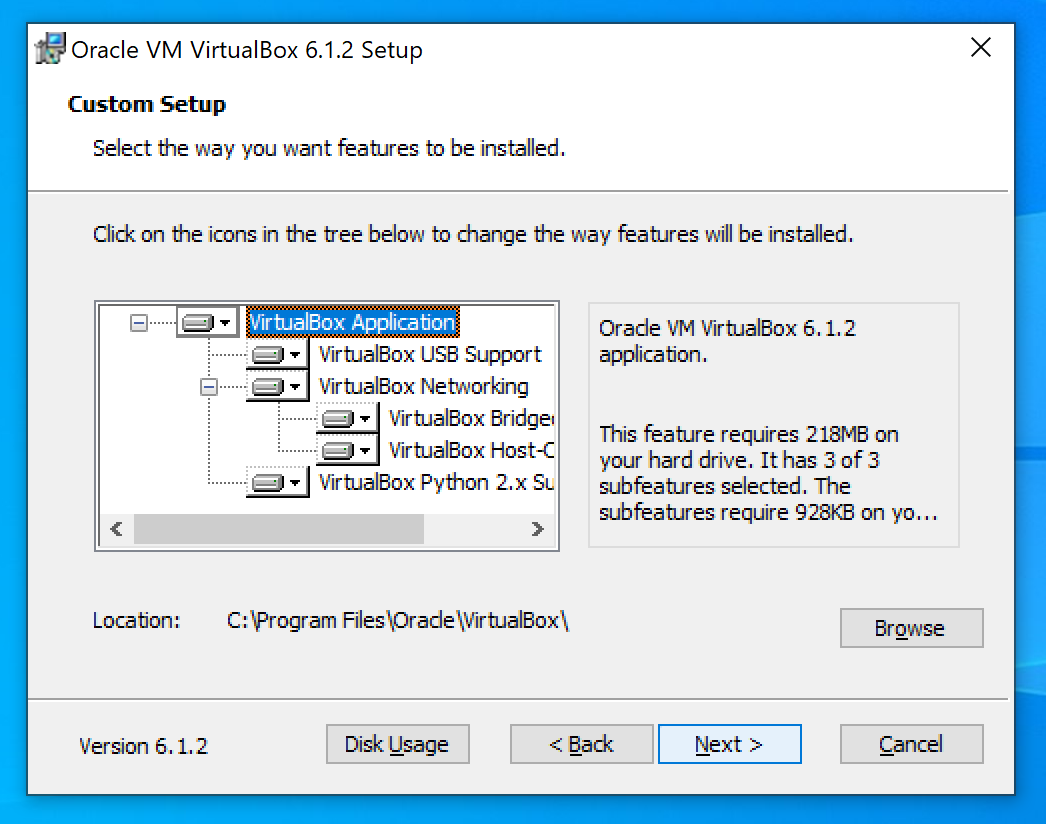 Oracle VM VirtualBox 6.1.2 Setup
Custom Setup
Select the way you want features to be installed.
Click on the icons in the tree below to change the way features will be installed.
VirtualBox Application
VirtualBox USB Support
VirtualBox Networking
VirtualBox Bridge
VirtualBox Host-C
VirtualBox Python 2.x Su
Oracle VM VirtualBox 6.1.2
application.
This feature requires 218MB on
your hard drive. It has 3 of 3
subfeatures selected. The
subfeatures require 928KB on yo...
Location: C:\Program Files\Oracle\VirtualBox\
Browse
Version 6.1.2
Disk Usage
< Back
Next >
Cancel